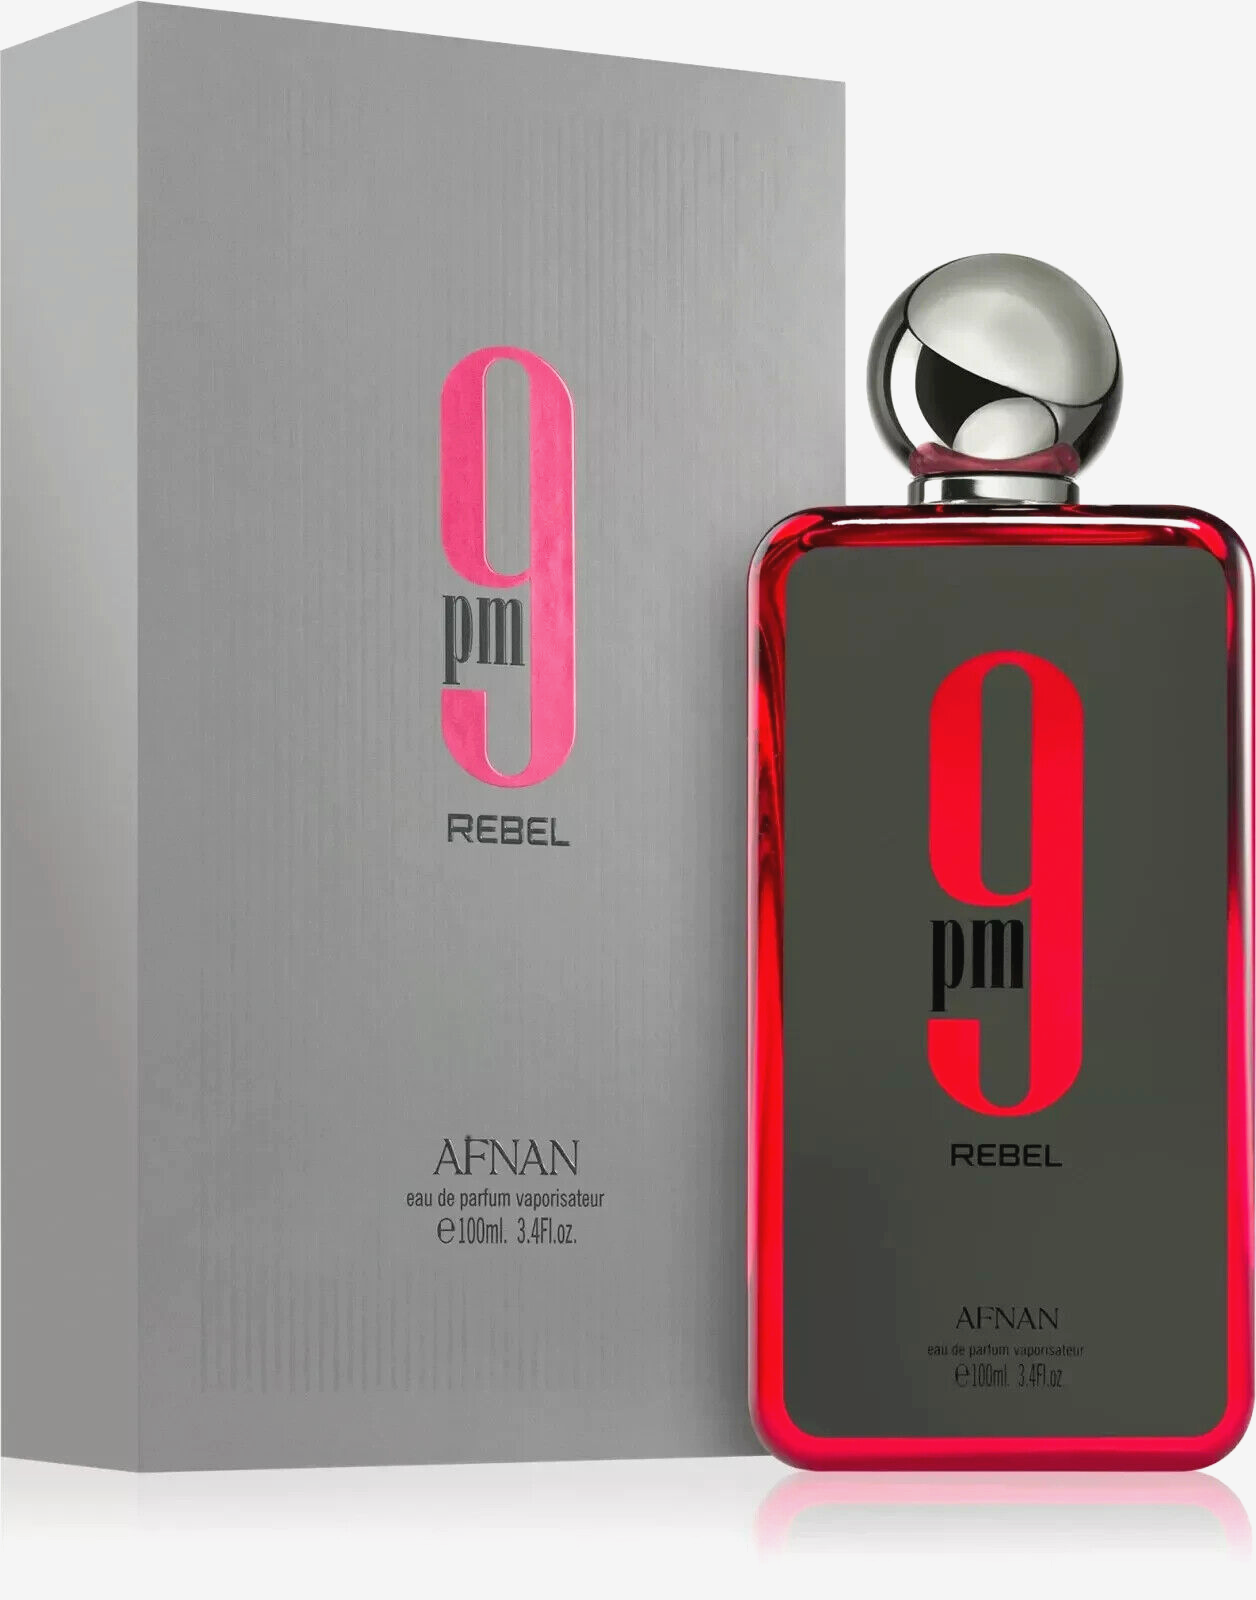 9
pm
REBEL
AFNAN
eau de parfum vaporisateur
℮100ml. 3.4Fl.oz.
9
pm
REBEL
AFNAN
eau de parfum vaporisateur
℮100ml. 3.4Fl.oz